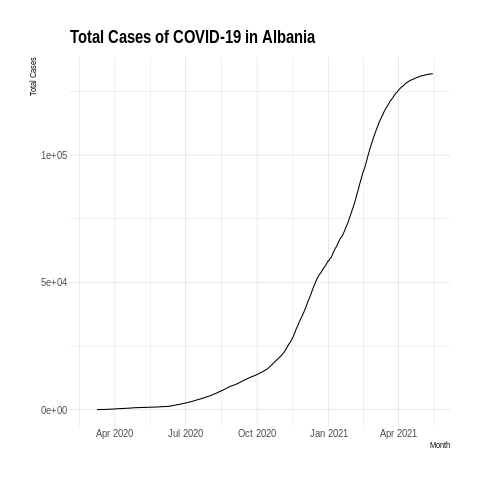 Total Cases of COVID-19 in Albania
Total Cases
1e+05
5e+04
0e+00
Apr 2020 Jul 2020 Oct 2020 Jan 2021 Apr 2021
Month